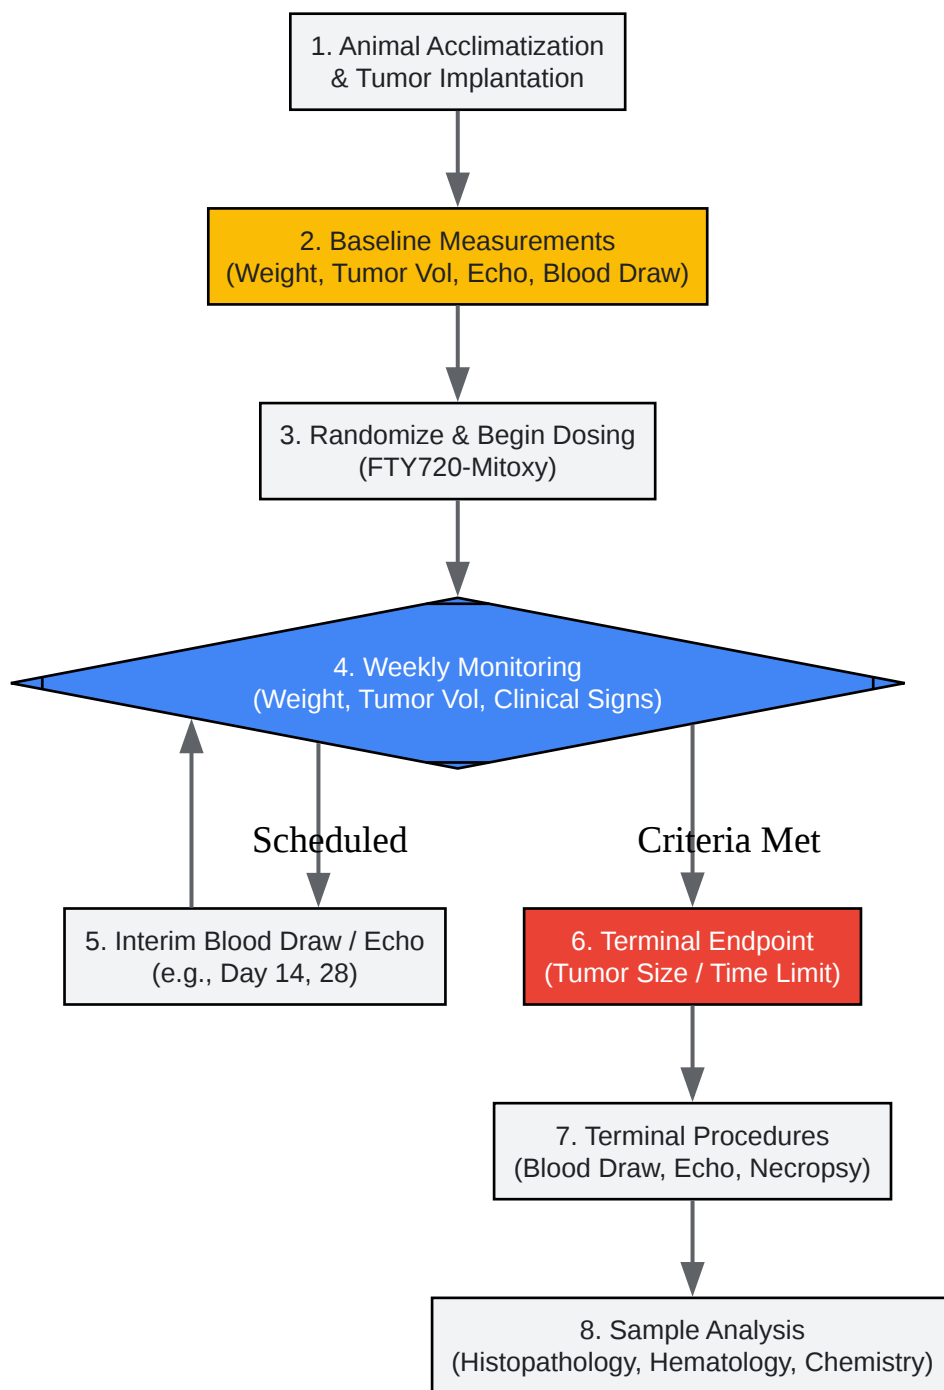 1. Animal Acclimatization
& Tumor Implantation
2. Baseline Measurements
(Weight, Tumor Vol, Echo, Blood Draw)
3. Randomize & Begin Dosing
(FTY720-Mitoxy)
4. Weekly Monitoring
(Weight, Tumor Vol, Clinical Signs)
Scheduled
Criteria Met
5. Interim Blood Draw / Echo
(e.g., Day 14, 28)
6. Terminal Endpoint
(Tumor Size / Time Limit)
7. Terminal Procedures
(Blood Draw, Echo, Necropsy)
8. Sample Analysis
(Histopathology, Hematology, Chemistry)